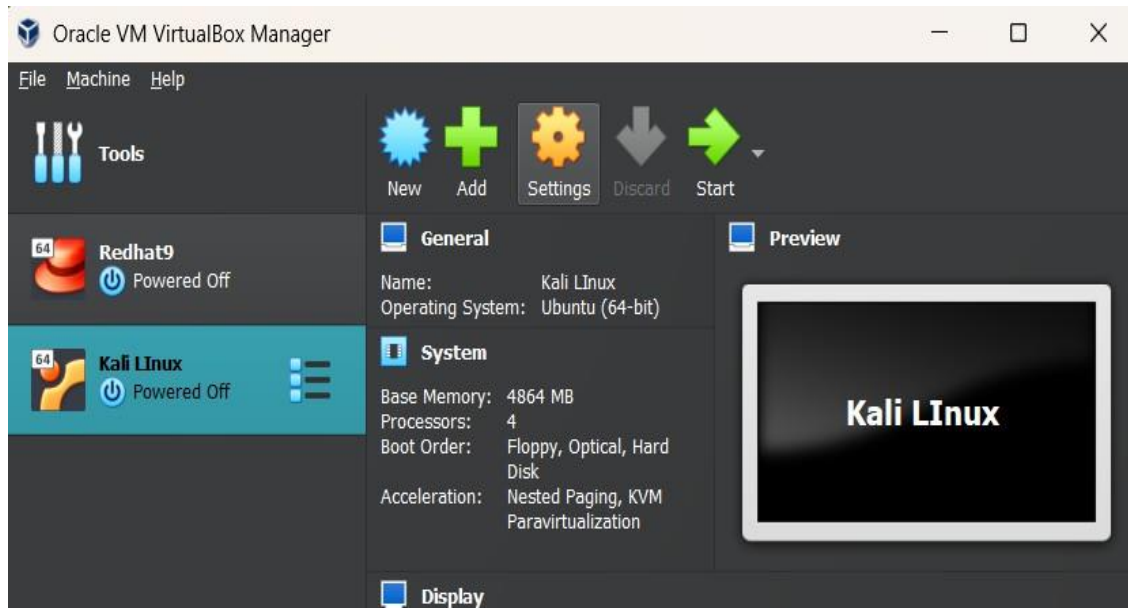 Oracle VM VirtualBox Manager
File Machine Help
Tools
New Add Settings Discard Start
64
Redhat9
Powered Off
64
Kali LInux
Powered Off
General
Name: Kali LInux
Operating System: Ubuntu (64-bit)
System
Base Memory: 4864 MB
Processors: 4
Boot Order: Floppy, Optical, Hard
Disk
Acceleration: Nested Paging, KVM
Paravirtualization
Display
Preview
Kali LInux